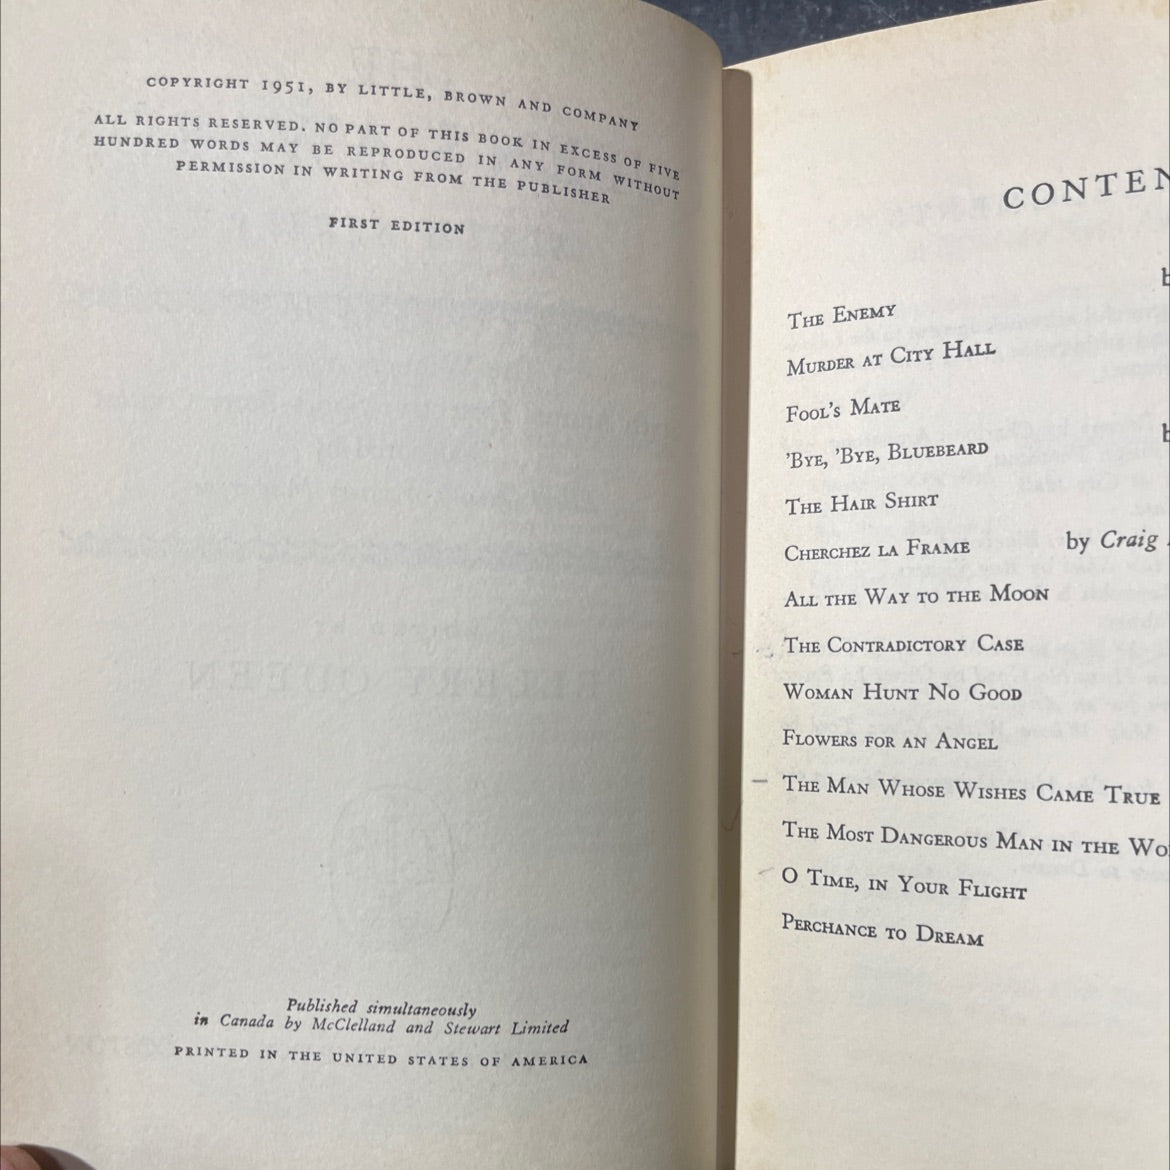 COPYRIGHT 1951, BY LITTLE, BROWN AND COMPANY
ALL RIGHTS RESERVED. NO PART OF THIS BOOK IN EXCESS OF FIVE
HUNDRED WORDS MAY BE REPRODUCED IN ANY FORM WITHOUT
PERMISSION IN WRITING FROM THE PUBLISHER
FIRST EDITION
Published simultaneously
in Canada by McClelland and Stewart Limited
PRINTED IN THE UNITED STATES OF AMERICA
CONTEN
b
THE ENEMY
MURDER AT CITY HALL
FOOL'S MATE
b
'BYE, 'BYE, BLUEBEARD
THE HAIR SHIRT
CHERCHEZ LA FRAME by Craig
ALL THE WAY TO THE MOON
THE CONTRADICTORY CASE
WOMAN HUNT NO GOOD
FLOWERS FOR AN ANGEL
THE MAN WHOSE WISHES CAME TRUE
THE MOST DANGEROUS MAN IN THE WO
O TIME, IN YOUR FLIGHT
PERCHANCE TO DREAM